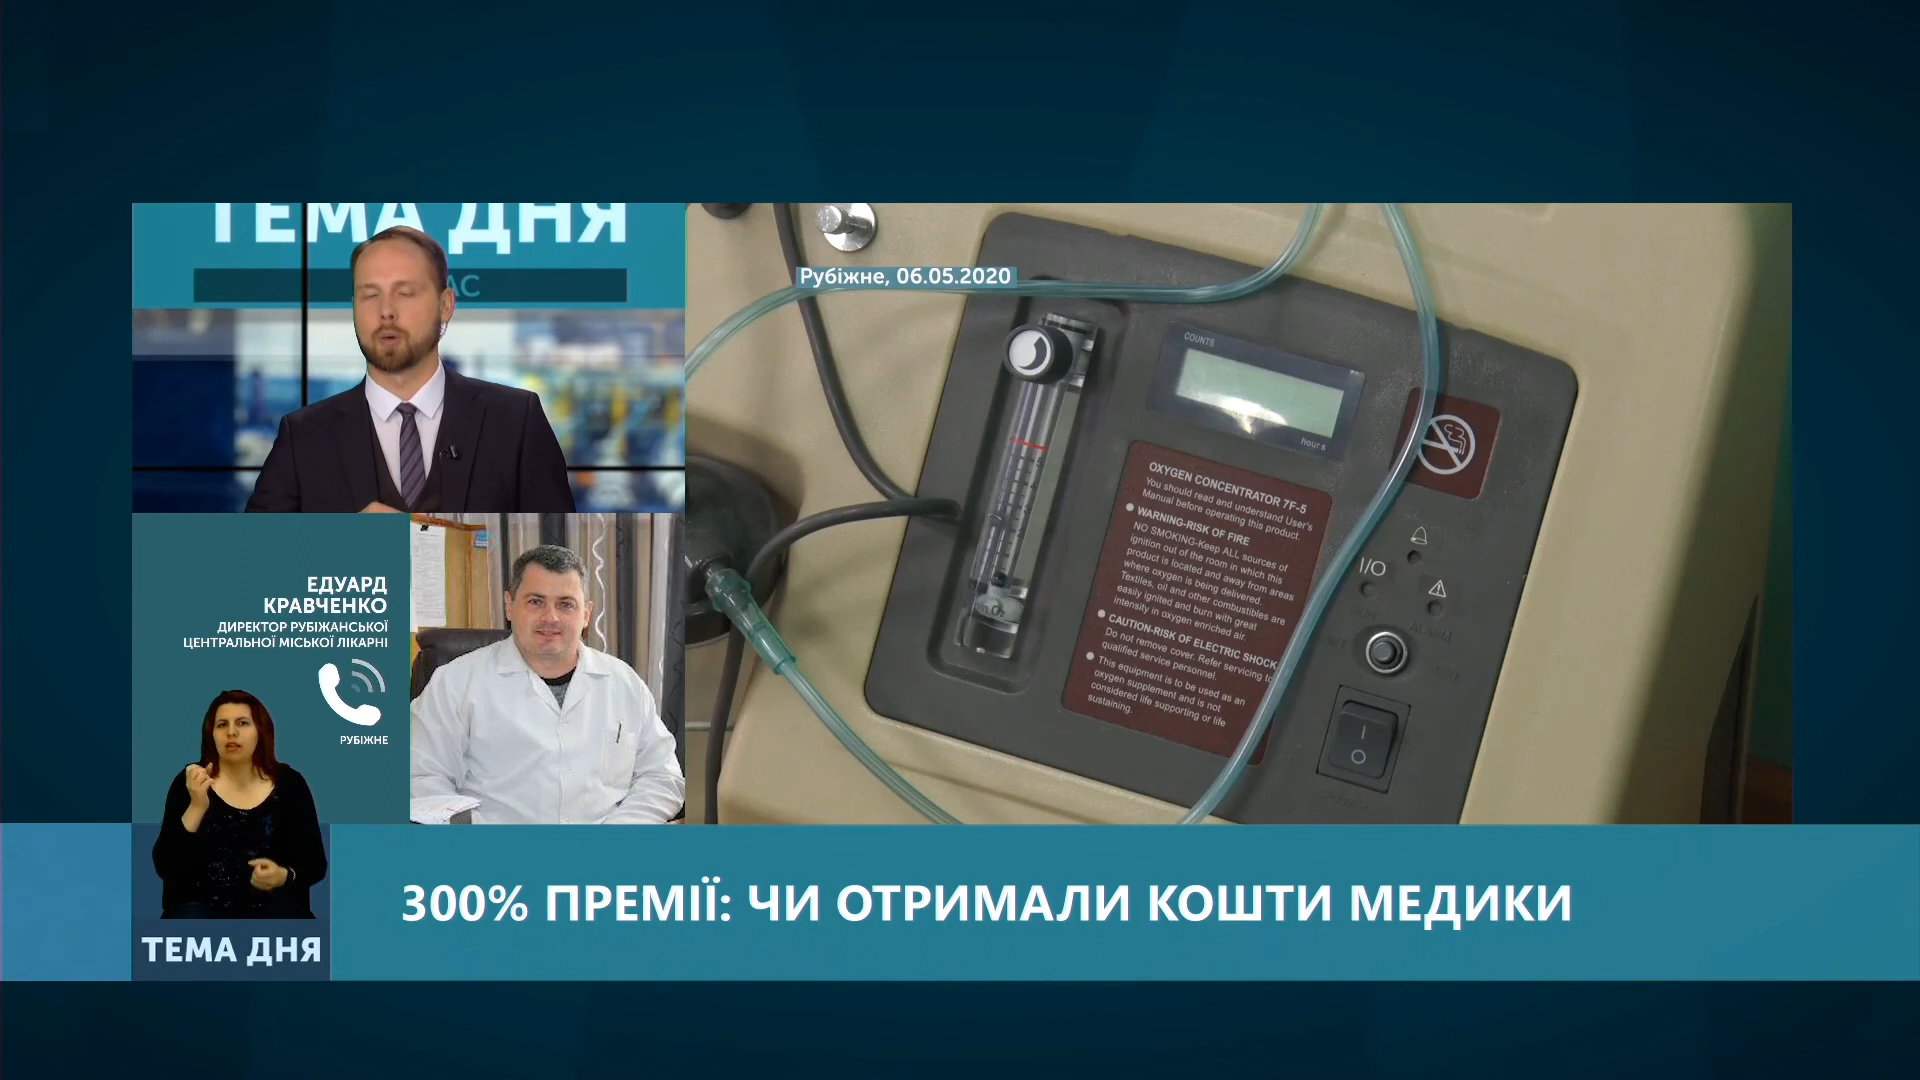 ТЕМА ДНЯ
АС
Рубіжне, 06.05.2020
COUNTS
hours
OXYGEN CONCENTRATOR 7F-5
You should read and understand User's
Manual before operating this product.
WARNING-RISK OF FIRE
NO SMOKING-Keep ALL sources of
ignition out of the room in which this
product is located and away from areas
where oxygen is being delivered.
Textiles, oil and other combustibles are
easily ignited and burn with great
intensity in oxygen enriched air.
CAUTION-RISK OF ELECTRIC SHOCK
Do not remove cover. Refer servicing to
qualified service personnel.
This equipment is to be used as an
oxygen supplement and is not
considered life supporting or life
sustaining.
I/O
RUN
ALARM
I
O
ЕДУАРД
КРАВЧЕНКО
ДИРЕКТОР РУБІЖАНСЬКОЇ
ЦЕНТРАЛЬНОЇ МІСЬКОЇ ЛІКАРНІ
РУБІЖНЕ
300% ПРЕМІЇ: ЧИ ОТРИМАЛИ КОШТИ МЕДИКИ
ТЕМА ДНЯ